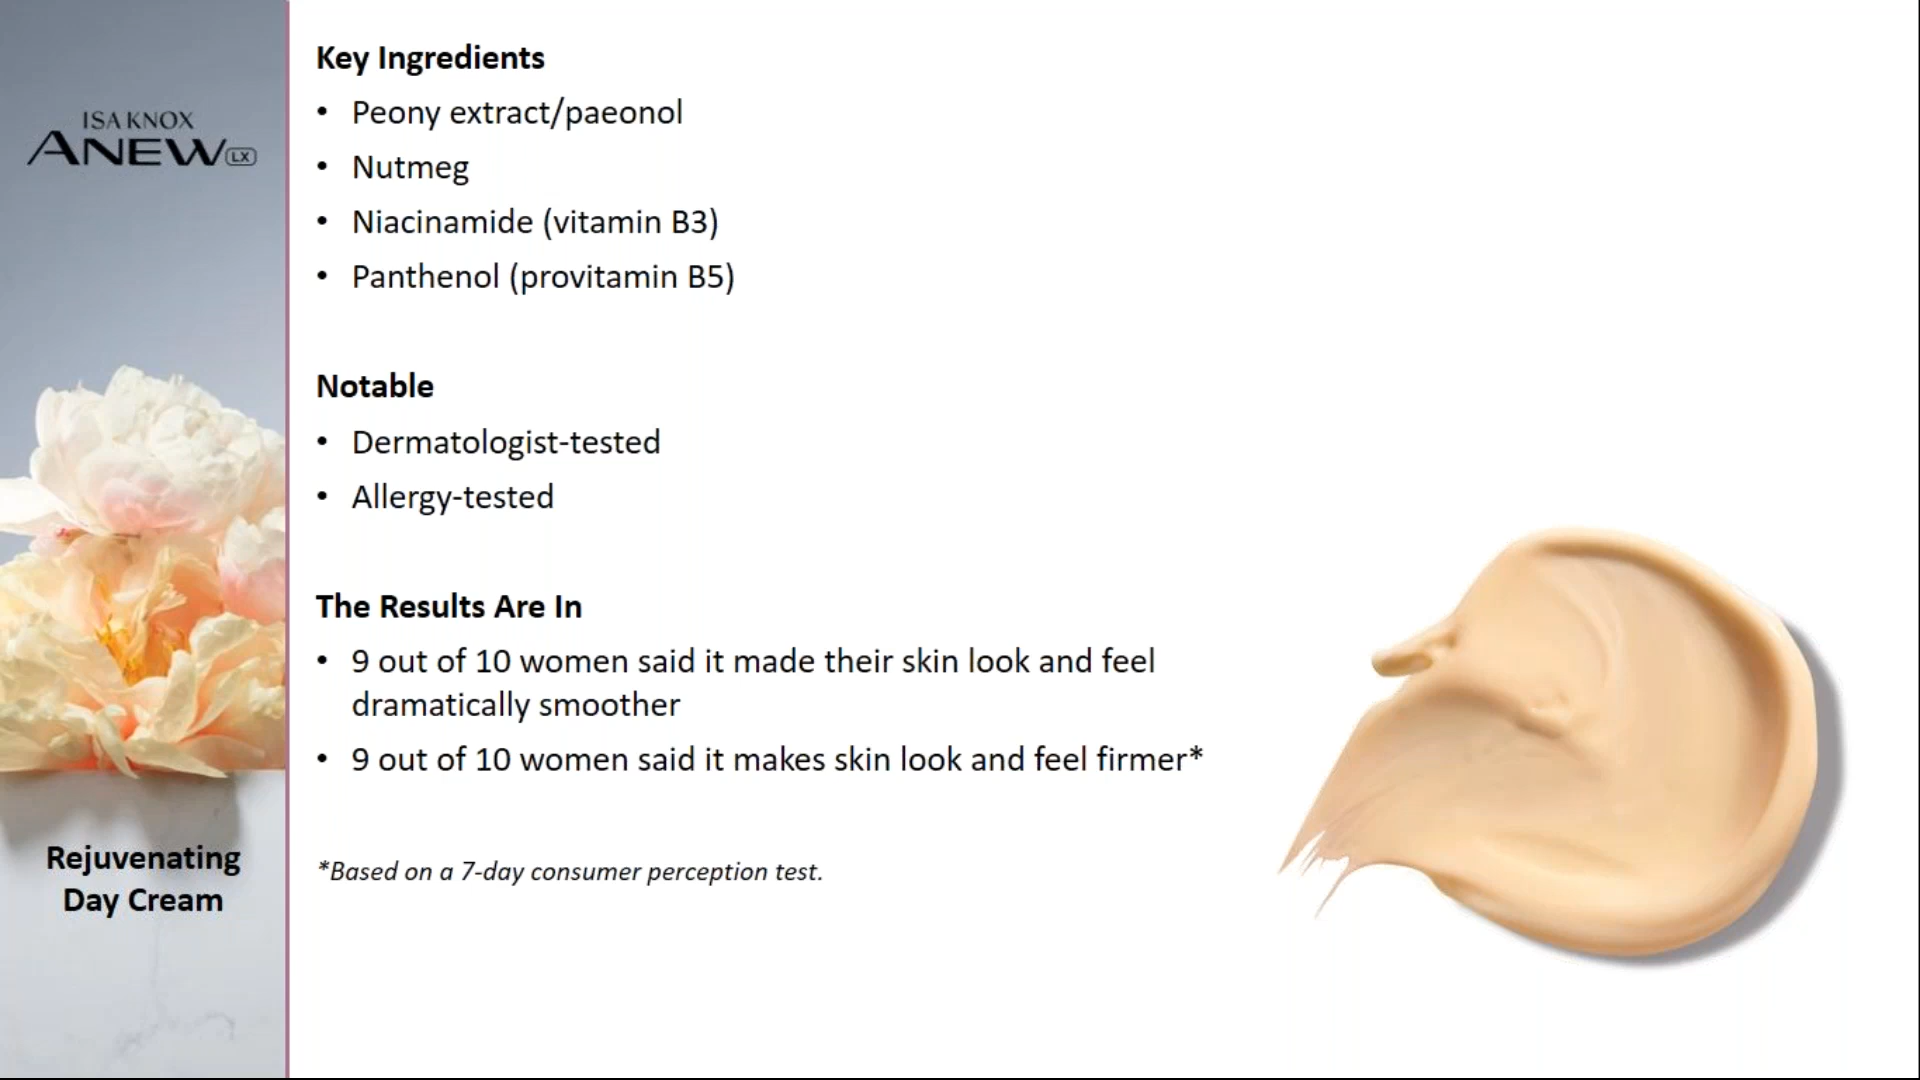 ISA KNOX
ANEW LX
Rejuvenating
Day Cream
Key Ingredients
• Peony extract/paeonol
• Nutmeg
• Niacinamide (vitamin B3)
• Panthenol (provitamin B5)
Notable
• Dermatologist-tested
• Allergy-tested
The Results Are In
• 9 out of 10 women said it made their skin look and feel
dramatically smoother
• 9 out of 10 women said it makes skin look and feel firmer*
*Based on a 7-day consumer perception test.